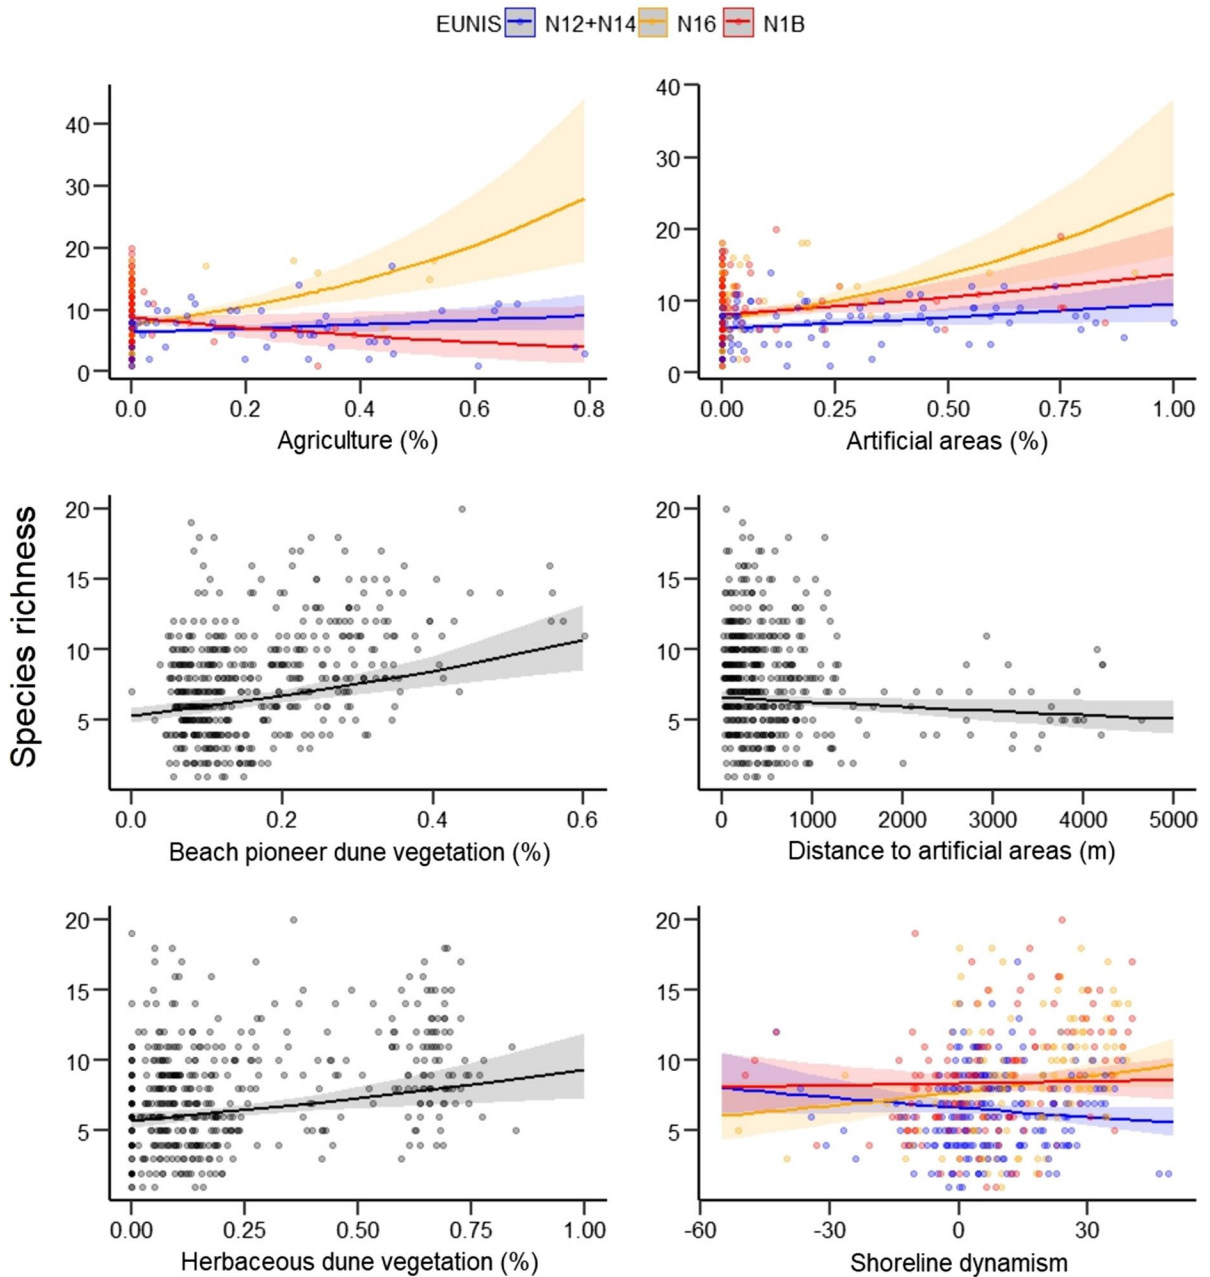 EUNIS N12+N14 N16 N1B
40
30
20
10
0
0.0 0.2 0.4 0.6 0.8
Agriculture (%)
40
30
20
10
0
0.00 0.25 0.50 0.75 1.00
Artificial areas (%)
Species richness
20
15
10
5
0.0 0.2 0.4 0.6
Beach pioneer dune vegetation (%)
20
15
10
5
0 1000 2000 3000 4000 5000
Distance to artificial areas (m)
20
15
10
5
0.00 0.25 0.50 0.75 1.00
Herbaceous dune vegetation (%)
20
15
10
5
-60 -30 0 30
Shoreline dynamism